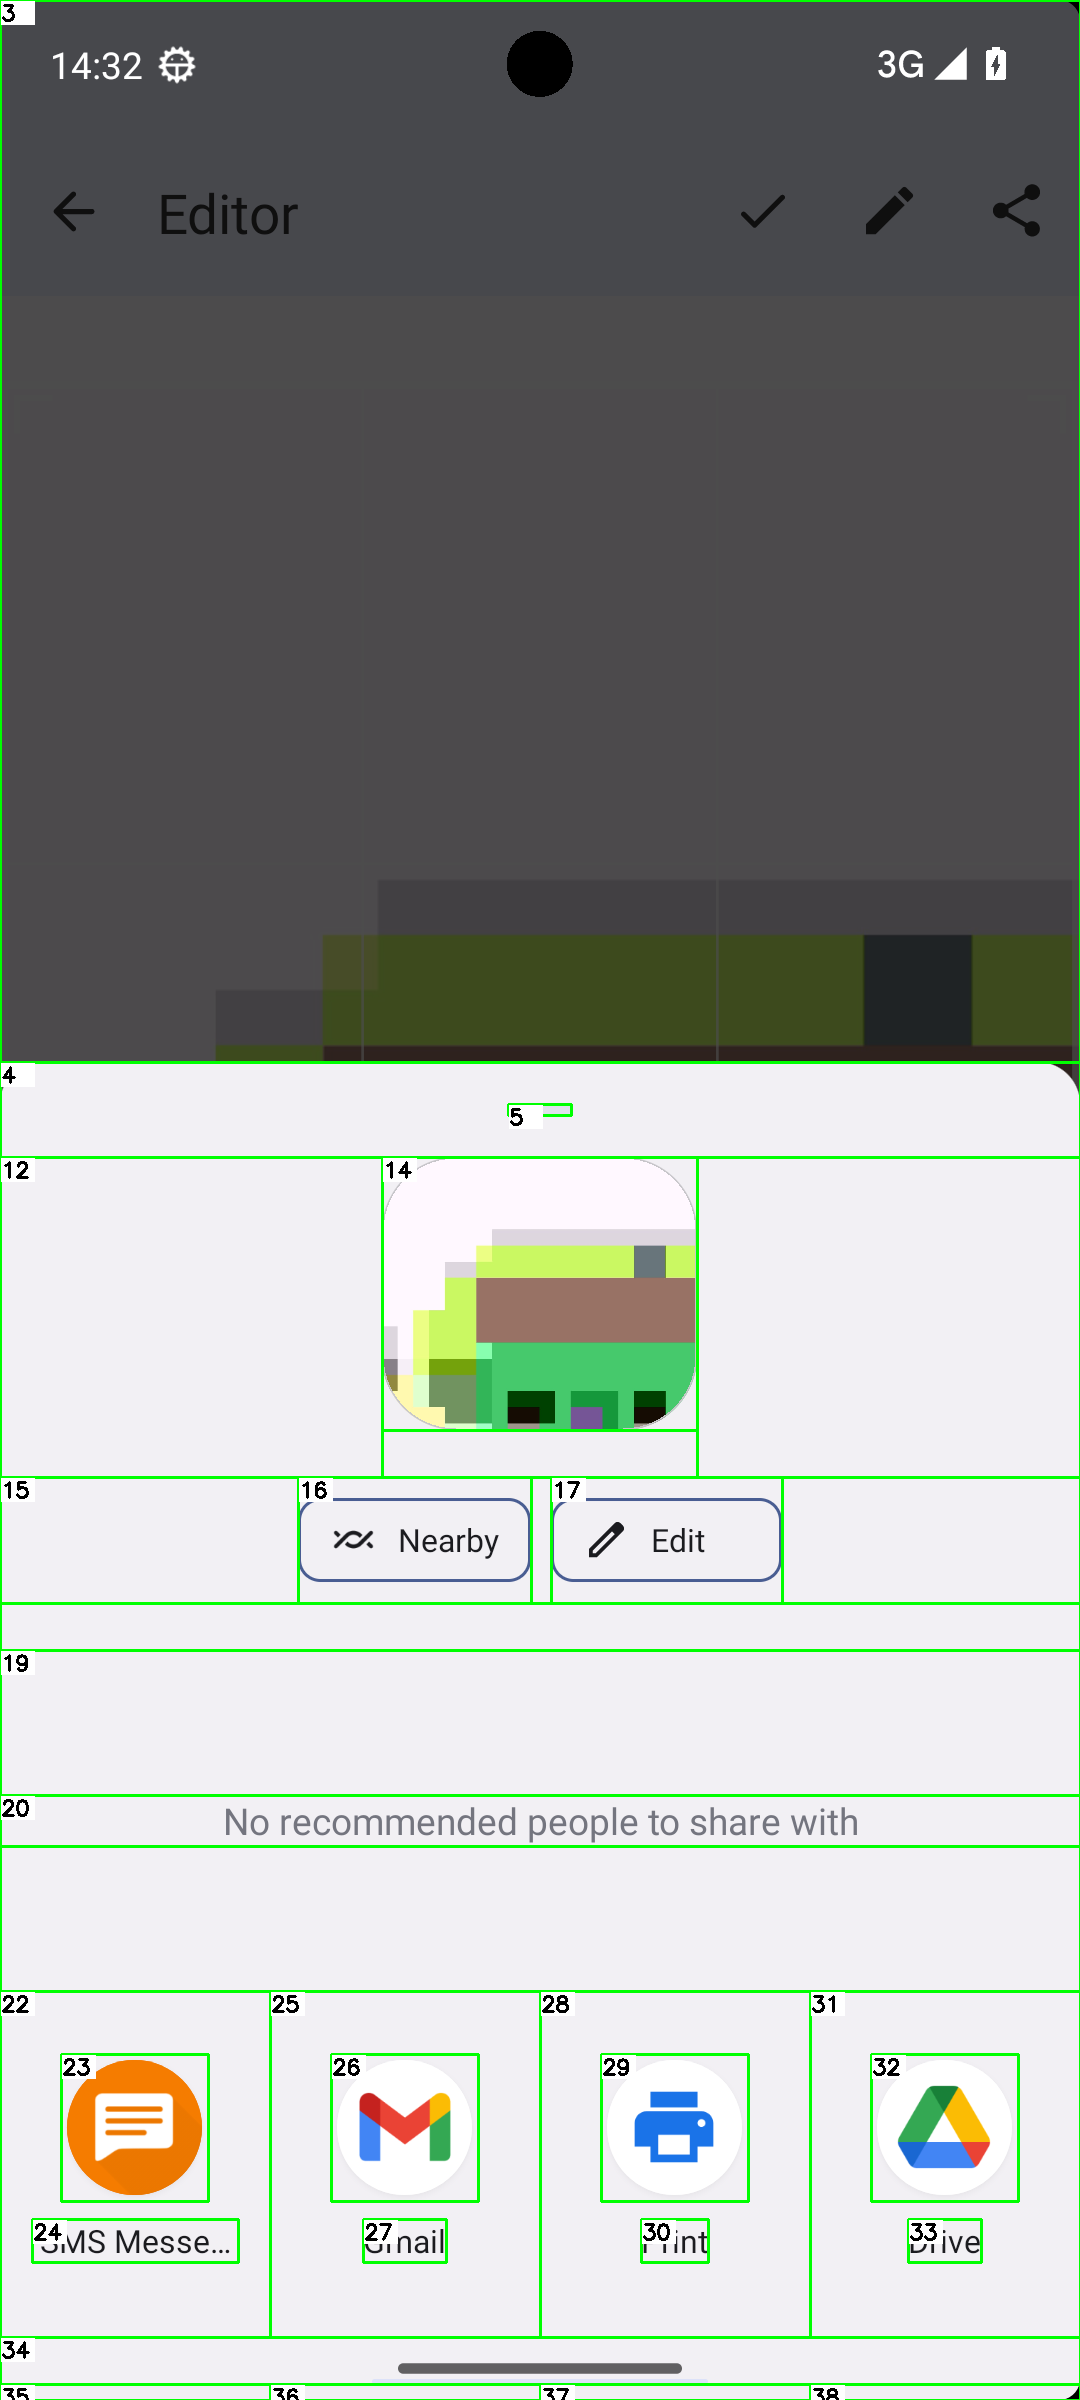 3
14:32 3G
Editor
4
5
12 14
15 16 17
Nearby Edit
19
20
No recommended people to share with
22 25 28 31
23 26 29 32
24 27 30 33
SMS Messe... Gmail Print Drive
34
35 36 37 38